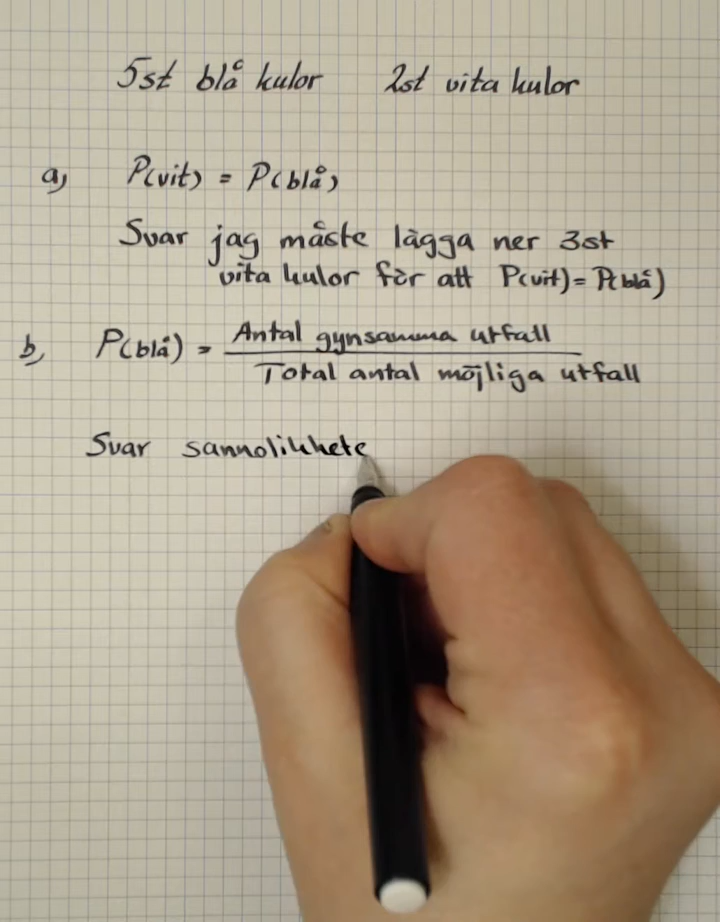 5st blå kulor 2st vita kulor
a) P(vit) = P(blå)
Svar jag måste lägga ner 3st
vita kulor för att P(vit) = P(blå)
b) P(blå) = Antal gynsamma utfall
Total antal möjliga utfall
Svar sannolikhete